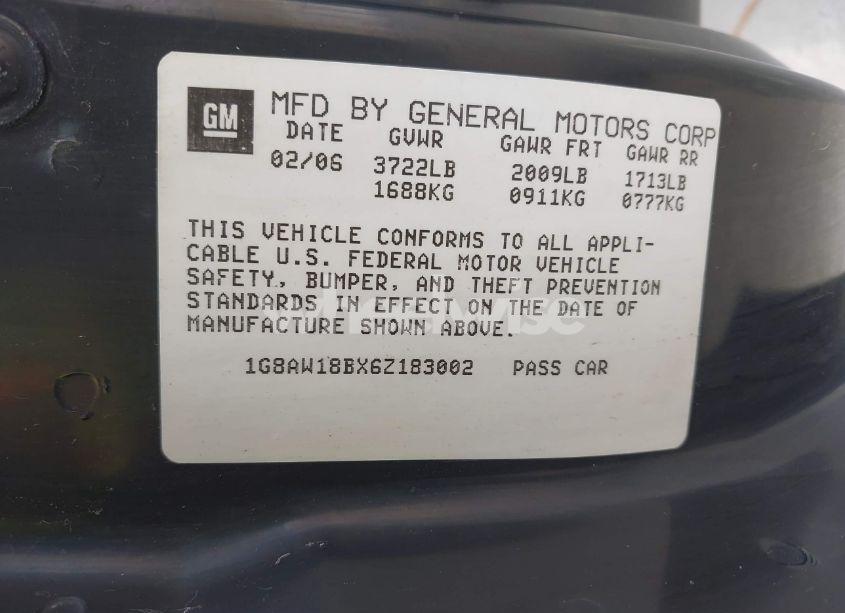 GM MFD BY GENERAL MOTORS CORP
DATE GVWR GAWR FRT GAWR RR
02/06 3722LB 2009LB 1713LB
1688KG 0911KG 0777KG
THIS VEHICLE CONFORMS TO ALL APPLI-
CABLE U.S. FEDERAL MOTOR VEHICLE
SAFETY, BUMPER, AND THEFT PREVENTION
STANDARDS IN EFFECT ON THE DATE OF
MANUFACTURE SHOWN ABOVE.
1G8AW18BX6Z183002 PASS CAR